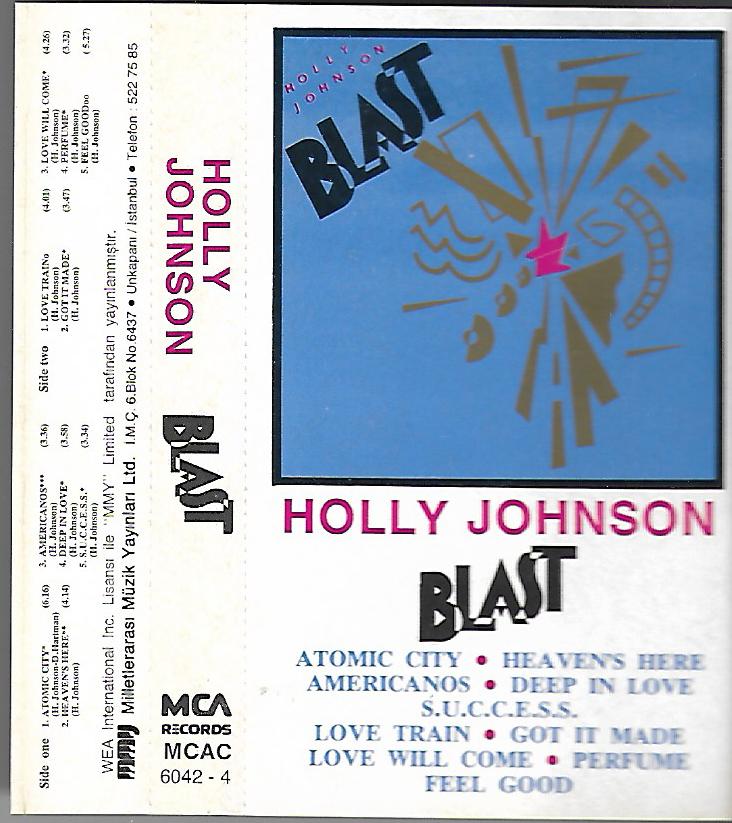 HOLLY
JOHNSON
BLAST
HOLLY JOHNSON
BLAST
ATOMIC CITY • HEAVEN'S HERE
AMERICANOS • DEEP IN LOVE
S.U.C.C.E.S.S.
LOVE TRAIN • GOT IT MADE
LOVE WILL COME • PERFUME
FEEL GOOD
HOLLY
JOHNSON
BLAST
MCA
RECORDS
MCAC
6042 - 4
Side one 1. ATOMIC CITY* (6.16)
(H. Johnson-D.Hartman)
2. HEAVEN'S HERE** (4.14)
(H. Johnson)
3. AMERICANOS*** (3.36)
(H. Johnson)
4. DEEP IN LOVE* (3.58)
(H. Johnson)
5. S.U.C.C.E.S.S.* (3.34)
(H. Johnson)
Side two 1. LOVE TRAINo (4.01)
(H. Johnson)
2. GOT IT MADE* (3.47)
(H. Johnson)
3. LOVE WILL COME* (4.26)
(H. Johnson)
4. PERFUME* (3.32)
(H. Johnson)
5. FEEL GOODoo (5.27)
(H. Johnson)
WEA International Inc. Lisansı ile "MMY" Limited tarafından yayınlanmıştır.
mmy Milletlerarası Müzik Yayınları Ltd. İ.M.Ç. 6.Blok No.6437 • Unkapanı / İstanbul • Telefon : 522 75 85